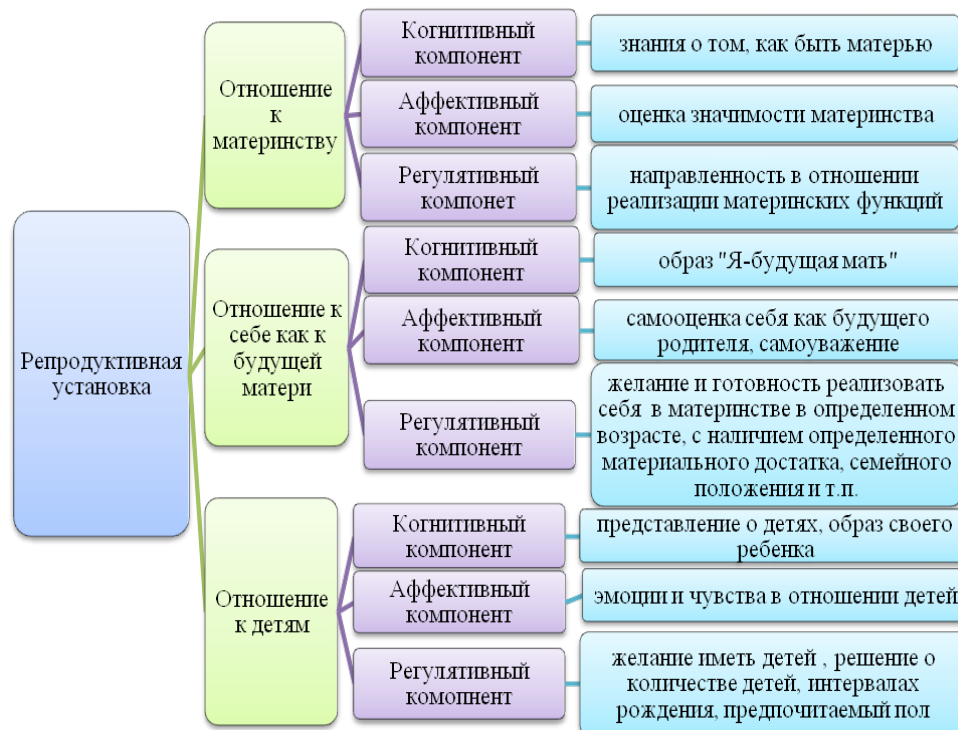 Репродуктивная
установка
Отношение
к
материнству
Когнитивный
компонент
знания о том, как быть матерью
Аффективный
компонент
оценка значимости материнства
Регулятивный
компонет
направленность в отношении
реализации материнских функций
Отношение к
себе как к
будущей
матери
Когнитивный
компонент
образ "Я-будущая мать"
Аффективный
компонент
самооценка себя как будущего
родителя, самоуважение
Регулятивный
компонент
желание и готовность реализовать
себя в материнстве в определенном
возрасте, с наличием определенного
материального достатка, семейного
положения и т.п.
Отношение
к детям
Когнитивный
компонент
представление о детях, образ своего
ребенка
Аффективный
компонент
эмоции и чувства в отношении детей
Регулятивный
комопнент
желание иметь детей , решение о
количестве детей, интервалах
рождения, предпочитаемый пол